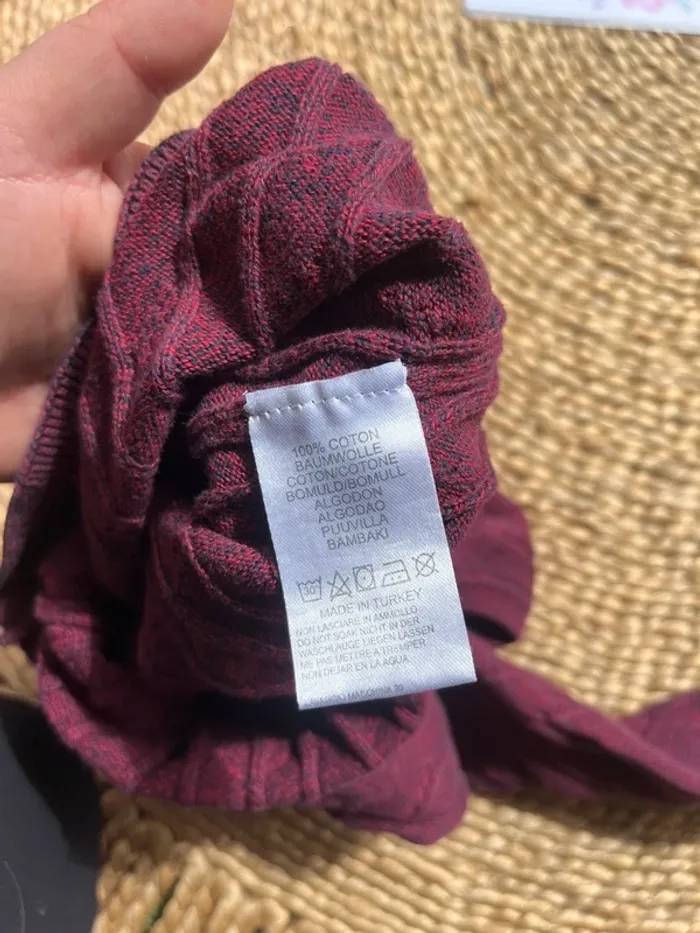 100% COTON
BAUMWOLLE
COTON/COTONE
BOMULD/BOMULL
ALGODON
ALGODAO
PUUVILLA
BAMBAKI
30°
MADE IN TURKEY
NON LASCIARE IN AMMOLLO
DO NOT SOAK NICHT IN DER
WASCHLAUGE LIEGEN LASSEN
ME PAS METTRE A TREMPER
NON DEJAR EN LA AGUA